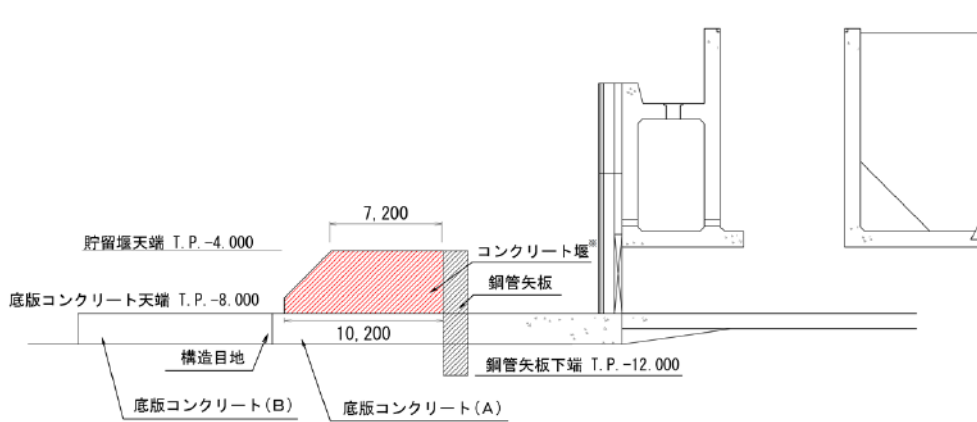 7,200
貯留堰天端 T.P.-4.000
コンクリート堰※
鋼管矢板
底版コンクリート天端 T.P.-8.000
10,200
構造目地
鋼管矢板下端 T.P.-12.000
底版コンクリート(B)
底版コンクリート(A)